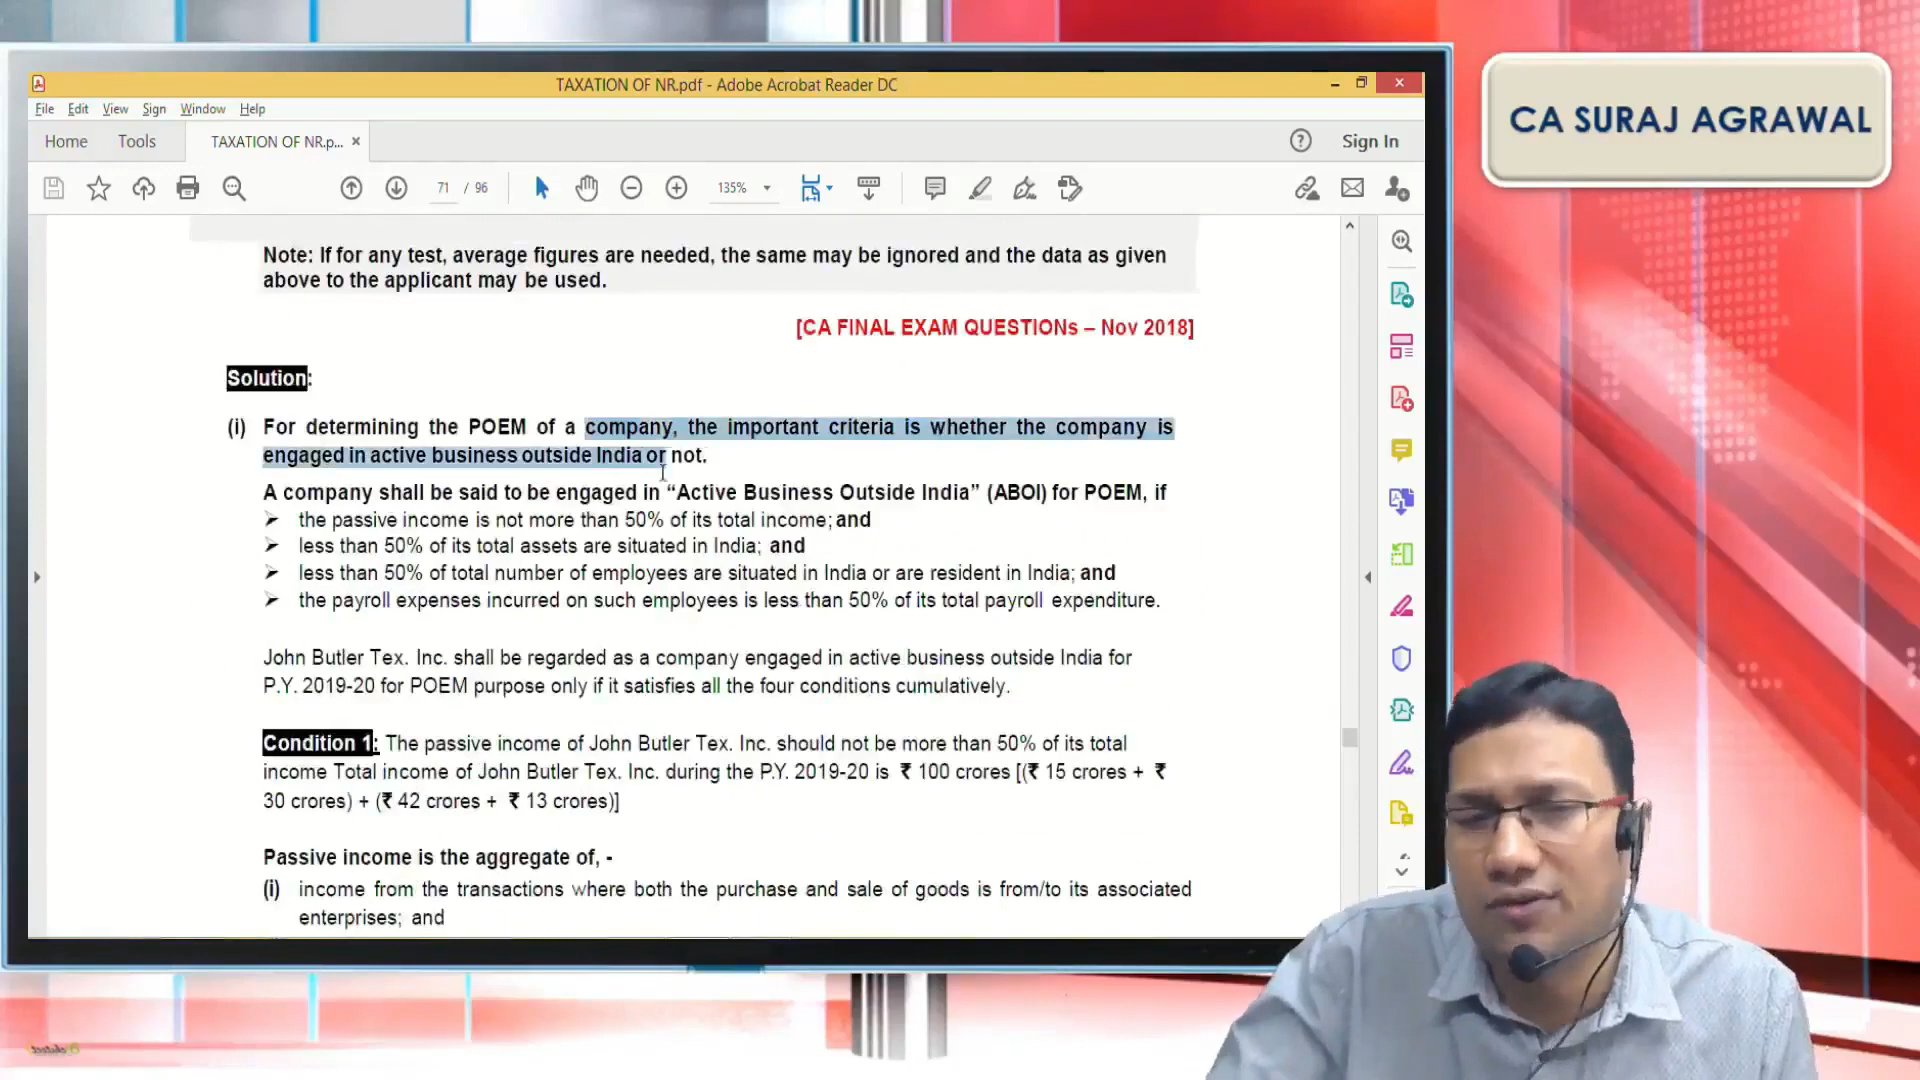 TAXATION OF NR.pdf - Adobe Acrobat Reader DC
CA SURAJ AGRAWAL
File Edit View Sign Window Help
Home Tools TAXATION OF NR.p... × Sign In
71 / 96 135%
Note: If for any test, average figures are needed, the same may be ignored and the data as given
above to the applicant may be used.
[CA FINAL EXAM QUESTIONs – Nov 2018]
Solution:
(i) For determining the POEM of a company, the important criteria is whether the company is
engaged in active business outside India or not.
A company shall be said to be engaged in “Active Business Outside India” (ABOI) for POEM, if
➢ the passive income is not more than 50% of its total income; and
➢ less than 50% of its total assets are situated in India; and
➢ less than 50% of total number of employees are situated in India or are resident in India; and
➢ the payroll expenses incurred on such employees is less than 50% of its total payroll expenditure.
John Butler Tex. Inc. shall be regarded as a company engaged in active business outside India for
P.Y. 2019-20 for POEM purpose only if it satisfies all the four conditions cumulatively.
Condition 1: The passive income of John Butler Tex. Inc. should not be more than 50% of its total
income Total income of John Butler Tex. Inc. during the P.Y. 2019-20 is ₹ 100 crores [(₹ 15 crores + ₹
30 crores) + (₹ 42 crores + ₹ 13 crores)]
Passive income is the aggregate of, -
(i) income from the transactions where both the purchase and sale of goods is from/to its associated
enterprises; and